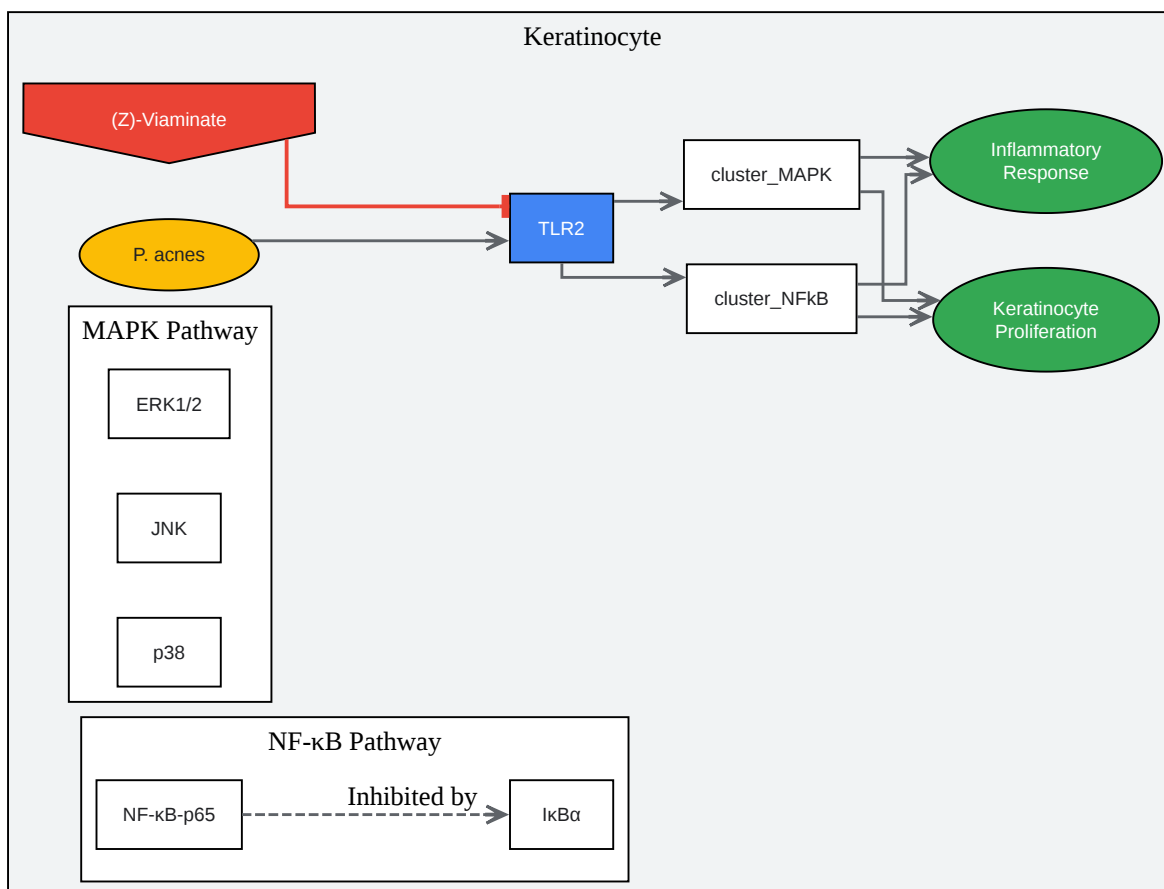 Keratinocyte
(Z)-Viaminate
P. acnes
TLR2
cluster_MAPK
cluster_NFkB
Inflammatory
Response
Keratinocyte
Proliferation
MAPK Pathway
ERK1/2
JNK
p38
NF-κB Pathway
NF-κB-p65
Inhibited by
IκBα